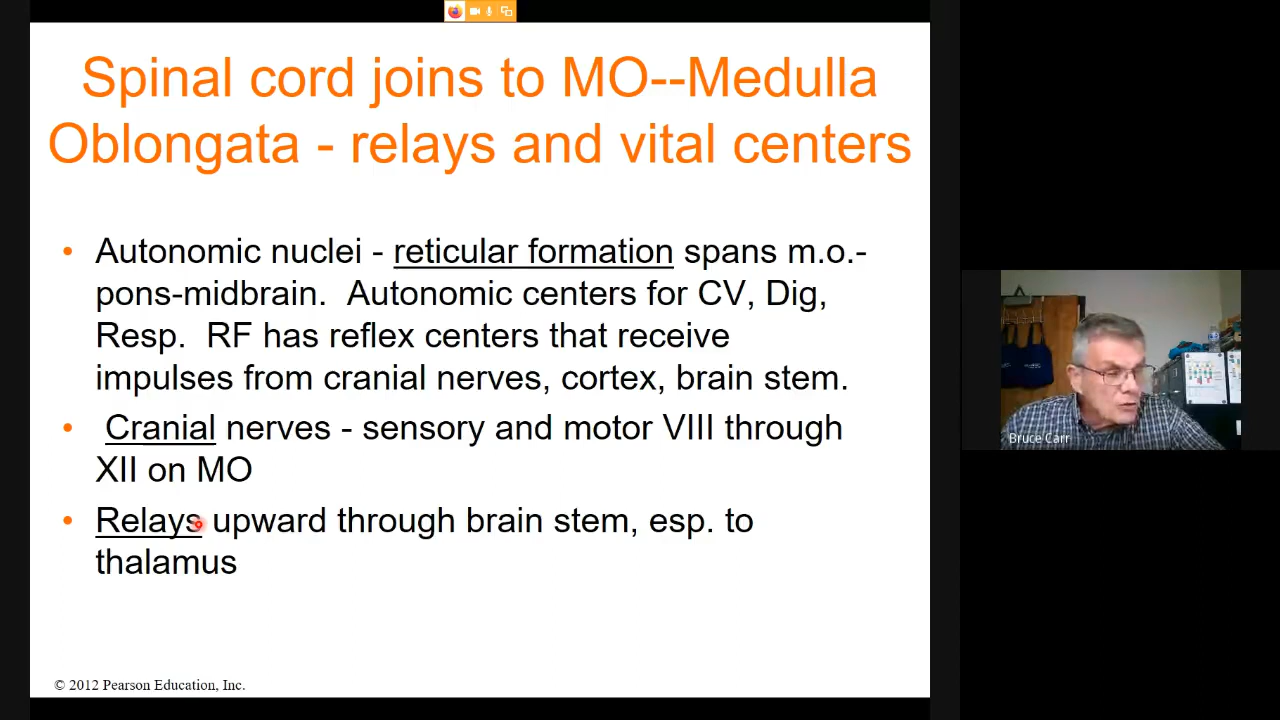 Spinal cord joins to MO--Medulla
Oblongata - relays and vital centers
• Autonomic nuclei - reticular formation spans m.o.-
pons-midbrain.  Autonomic centers for CV, Dig,
Resp.  RF has reflex centers that receive
impulses from cranial nerves, cortex, brain stem.
• Cranial nerves - sensory and motor VIII through
XII on MO
• Relays upward through brain stem, esp. to
thalamus
© 2012 Pearson Education, Inc.
Bruce Carr